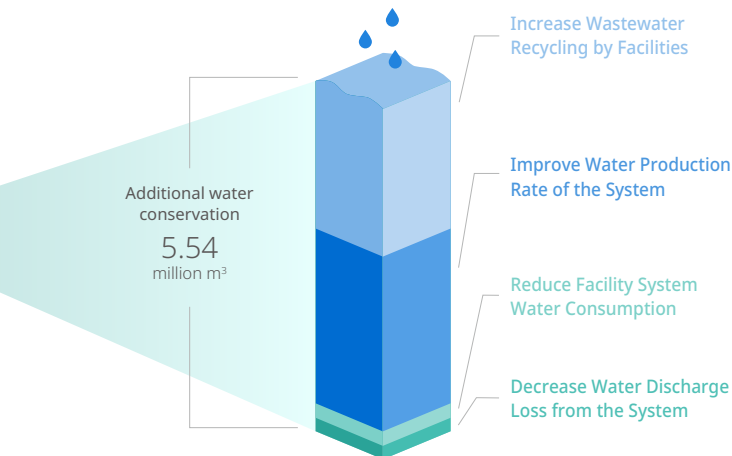 Increase Wastewater
Recycling by Facilities
Improve Water Production
Rate of the System
Additional water
conservation
5.54
million m³
Reduce Facility System
Water Consumption
Decrease Water Discharge
Loss from the System